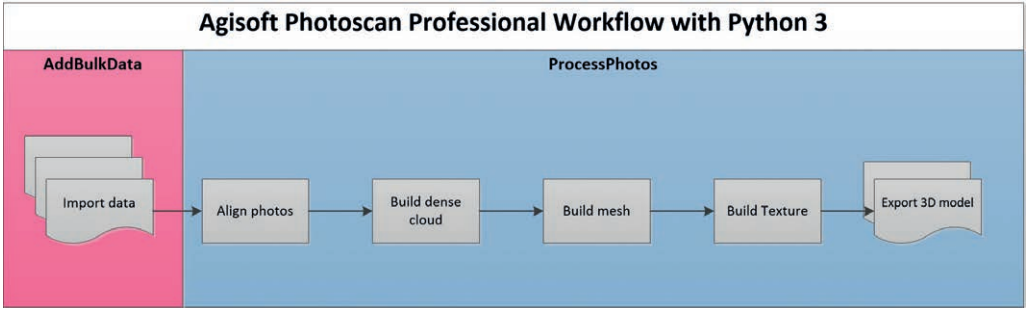 Agisoft Photoscan Professional Workflow with Python 3
AddBulkData
ProcessPhotos
Import data
Align photos
Build dense
cloud
Build mesh
Build Texture
Export 3D model